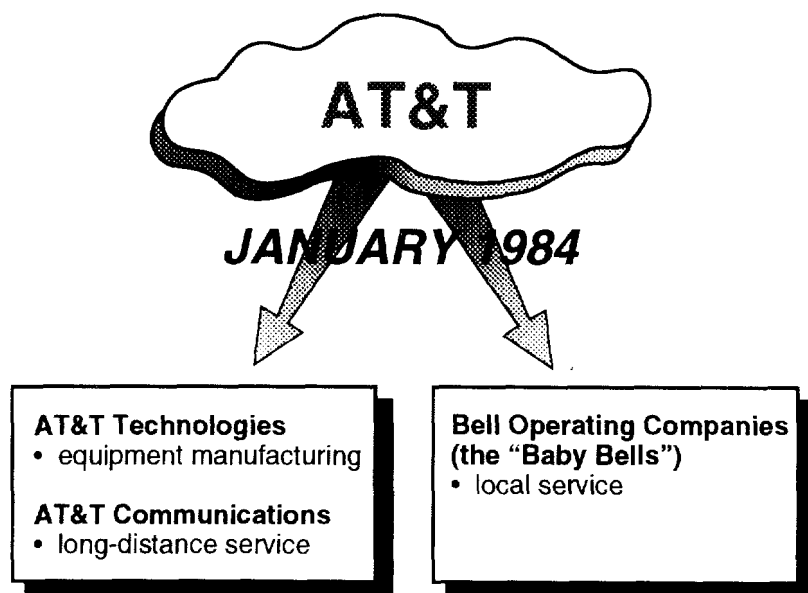 AT&T
JANUARY 1984
AT&T Technologies
• equipment manufacturing
AT&T Communications
• long-distance service
Bell Operating Companies
(the "Baby Bells")
• local service